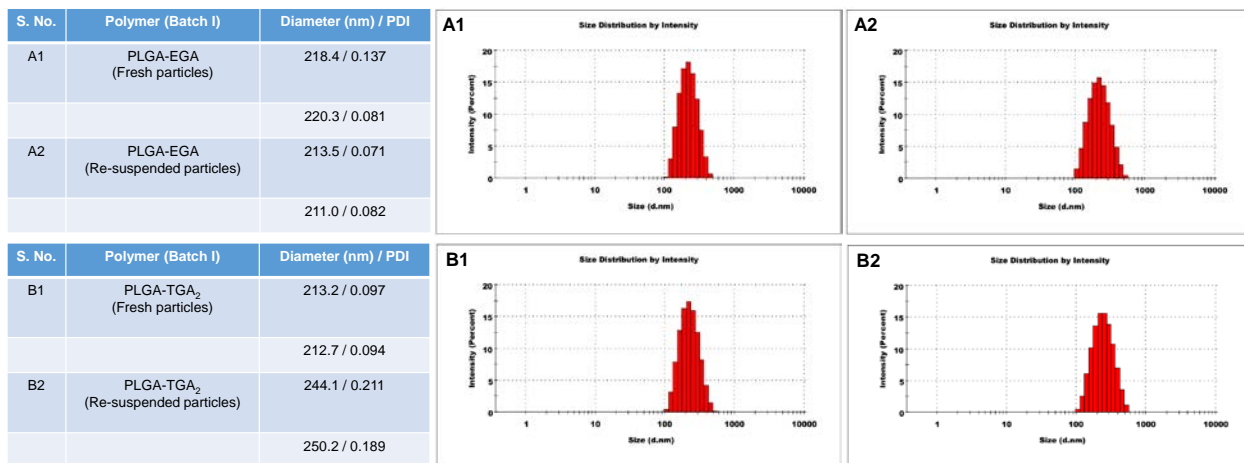 S. No. Polymer (Batch I) Diameter (nm) / PDI
A1 PLGA-EGA 218.4 / 0.137
(Fresh particles)
220.3 / 0.081
A2 PLGA-EGA 213.5 / 0.071
(Re-suspended particles)
211.0 / 0.082
A1
Size Distribution by Intensity
Intensity (Percent)
20
15
10
5
0
1 10 100 1000 10000
Size (d.nm)
A2
Size Distribution by Intensity
Intensity (Percent)
20
15
10
5
0
1 10 100 1000 10000
Size (d.nm)
S. No. Polymer (Batch I) Diameter (nm) / PDI
B1 PLGA-TGA₂ 213.2 / 0.097
(Fresh particles)
212.7 / 0.094
B2 PLGA-TGA₂ 244.1 / 0.211
(Re-suspended particles)
250.2 / 0.189
B1
Size Distribution by Intensity
Intensity (Percent)
20
15
10
5
0
1 10 100 1000 10000
Size (d.nm)
B2
Size Distribution by Intensity
Intensity (Percent)
20
15
10
5
0
1 10 100 1000 10000
Size (d.nm)